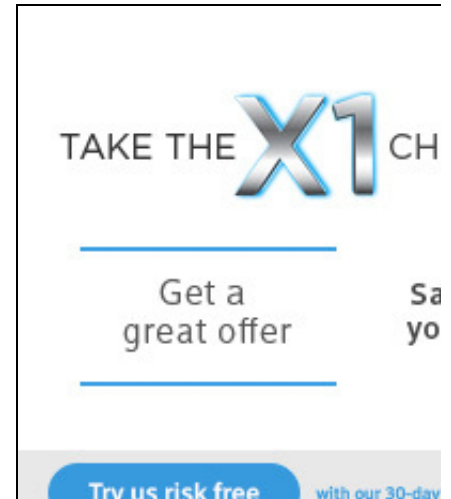 TAKE THE X1 CH
Get a
great offer
Sa
yo
Try us risk free
with our 30-day